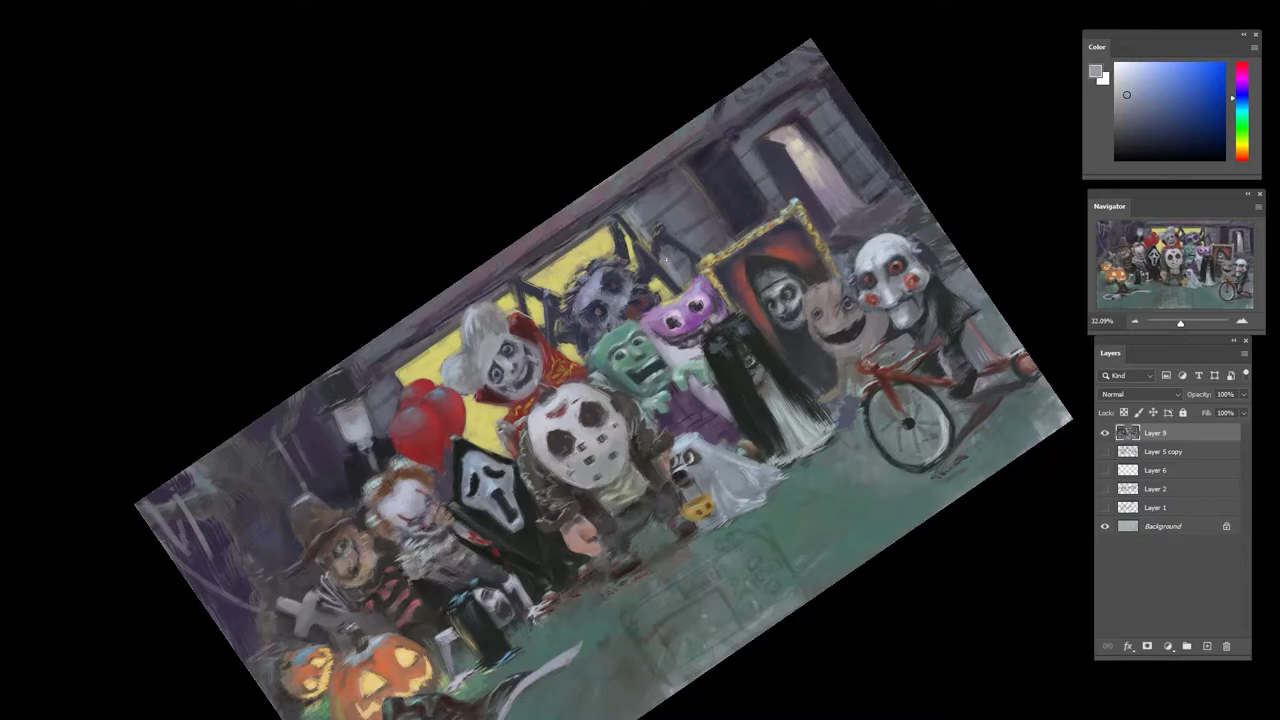 Color
Navigator
32.09%
Layers
Kind
Normal
Opacity: 100%
Lock:
Fill: 100%
Layer 9
Layer 5 copy
Layer 6
Layer 2
Layer 1
Background
fx